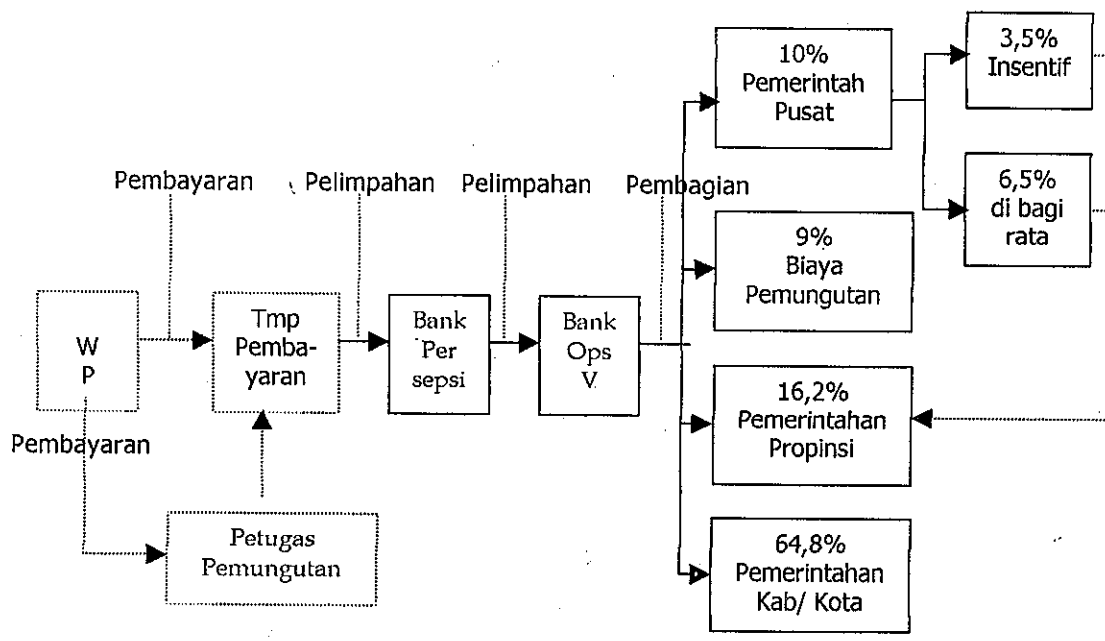 10%
Pemerintah
Pusat
3,5%
Insentif
6,5%
di bagi
rata
Pembayaran
Pelimpahan
Pelimpahan
Pembagian
9%
Biaya
Pemungutan
W
P
Tmp
Pemba-
yaran
Bank
Per
sepsi
Bank
Ops
V
16,2%
Pemerintahan
Propinsi
Pembayaran
Petugas
Pemungutan
64,8%
Pemerintahan
Kab/ Kota